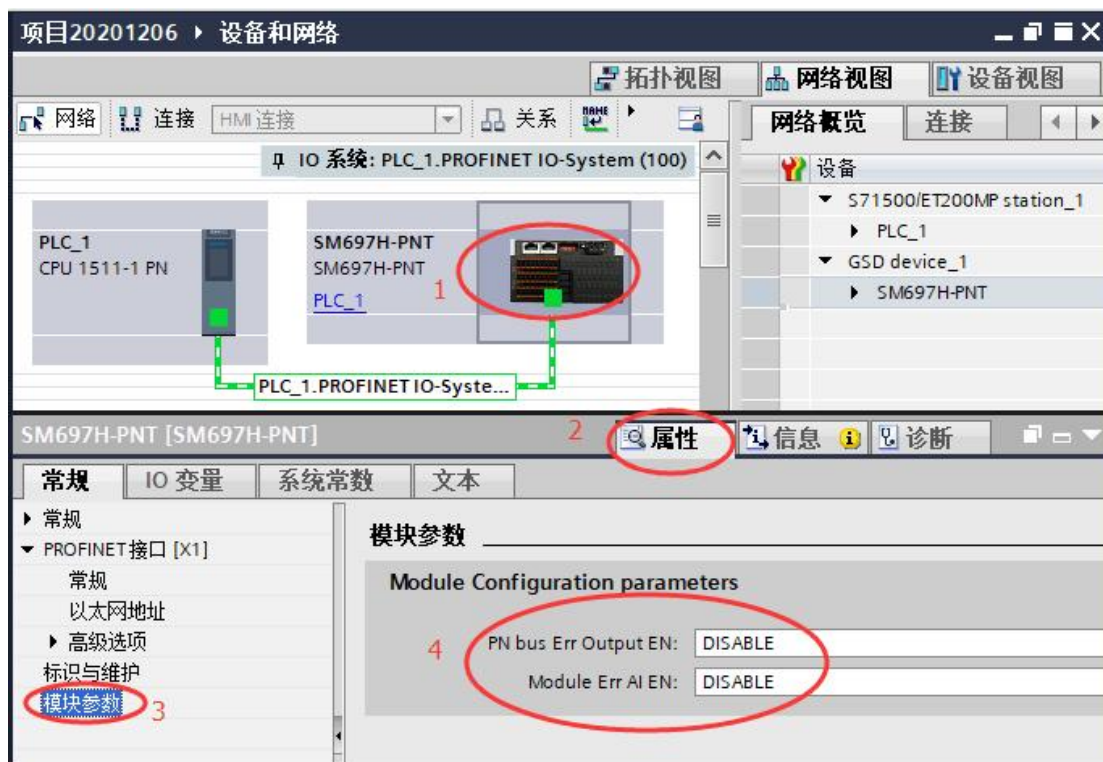 项目20201206 ▸ 设备和网络
拓扑视图 网络视图 设备视图
网络 连接 HMI 连接 关系 NAME
网络概览 连接
IO 系统: PLC_1.PROFINET IO-System (100)
设备
S71500/ET200MP station_1
PLC_1
GSD device_1
SM697H-PNT
PLC_1
CPU 1511-1 PN
SM697H-PNT
SM697H-PNT
PLC_1
1
PLC_1.PROFINET IO-Syste...
SM697H-PNT [SM697H-PNT]
2
属性 信息 诊断
常规 IO 变量 系统常数 文本
常规
PROFINET接口 [X1]
常规
以太网地址
高级选项
标识与维护
模块参数
3
模块参数
Module Configuration parameters
4
PN bus Err Output EN: DISABLE
Module Err AI EN: DISABLE